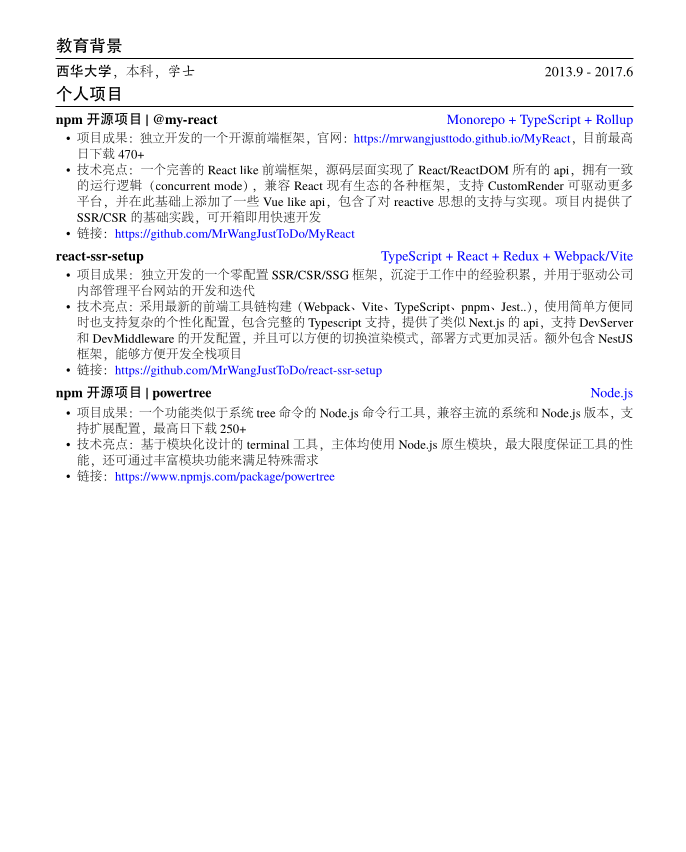 教育背景
西华大学，本科，学士 2013.9 - 2017.6
个人项目
npm 开源项目 | @my-react Monorepo + TypeScript + Rollup
• 项目成果：独立开发的一个开源前端框架，官网：https://mrwangjusttodo.github.io/MyReact，目前最高
日下载 470+
• 技术亮点：一个完善的 React like 前端框架，源码层面实现了 React/ReactDOM 所有的 api，拥有一致
的运行逻辑（concurrent mode），兼容 React 现有生态的各种框架，支持 CustomRender 可驱动更多
平台，并在此基础上添加了一些 Vue like api，包含了对 reactive 思想的支持与实现。项目内提供了
SSR/CSR 的基础实践，可开箱即用快速开发
• 链接：https://github.com/MrWangJustToDo/MyReact
react-ssr-setup TypeScript + React + Redux + Webpack/Vite
• 项目成果：独立开发的一个零配置 SSR/CSR/SSG 框架，沉淀于工作中的经验积累，并用于驱动公司
内部管理平台网站的开发和迭代
• 技术亮点：采用最新的前端工具链构建（Webpack、Vite、TypeScript、pnpm、Jest..），使用简单方便同
时也支持复杂的个性化配置，包含完整的 Typescript 支持，提供了类似 Next.js 的 api，支持 DevServer
和 DevMiddleware 的开发配置，并且可以方便的切换渲染模式，部署方式更加灵活。额外包含 NestJS
框架，能够方便开发全栈项目
• 链接：https://github.com/MrWangJustToDo/react-ssr-setup
npm 开源项目 | powertree Node.js
• 项目成果：一个功能类似于系统 tree 命令的 Node.js 命令行工具，兼容主流的系统和 Node.js 版本，支
持扩展配置，最高日下载 250+
• 技术亮点：基于模块化设计的 terminal 工具，主体均使用 Node.js 原生模块，最大限度保证工具的性
能，还可通过丰富模块功能来满足特殊需求
• 链接：https://www.npmjs.com/package/powertree